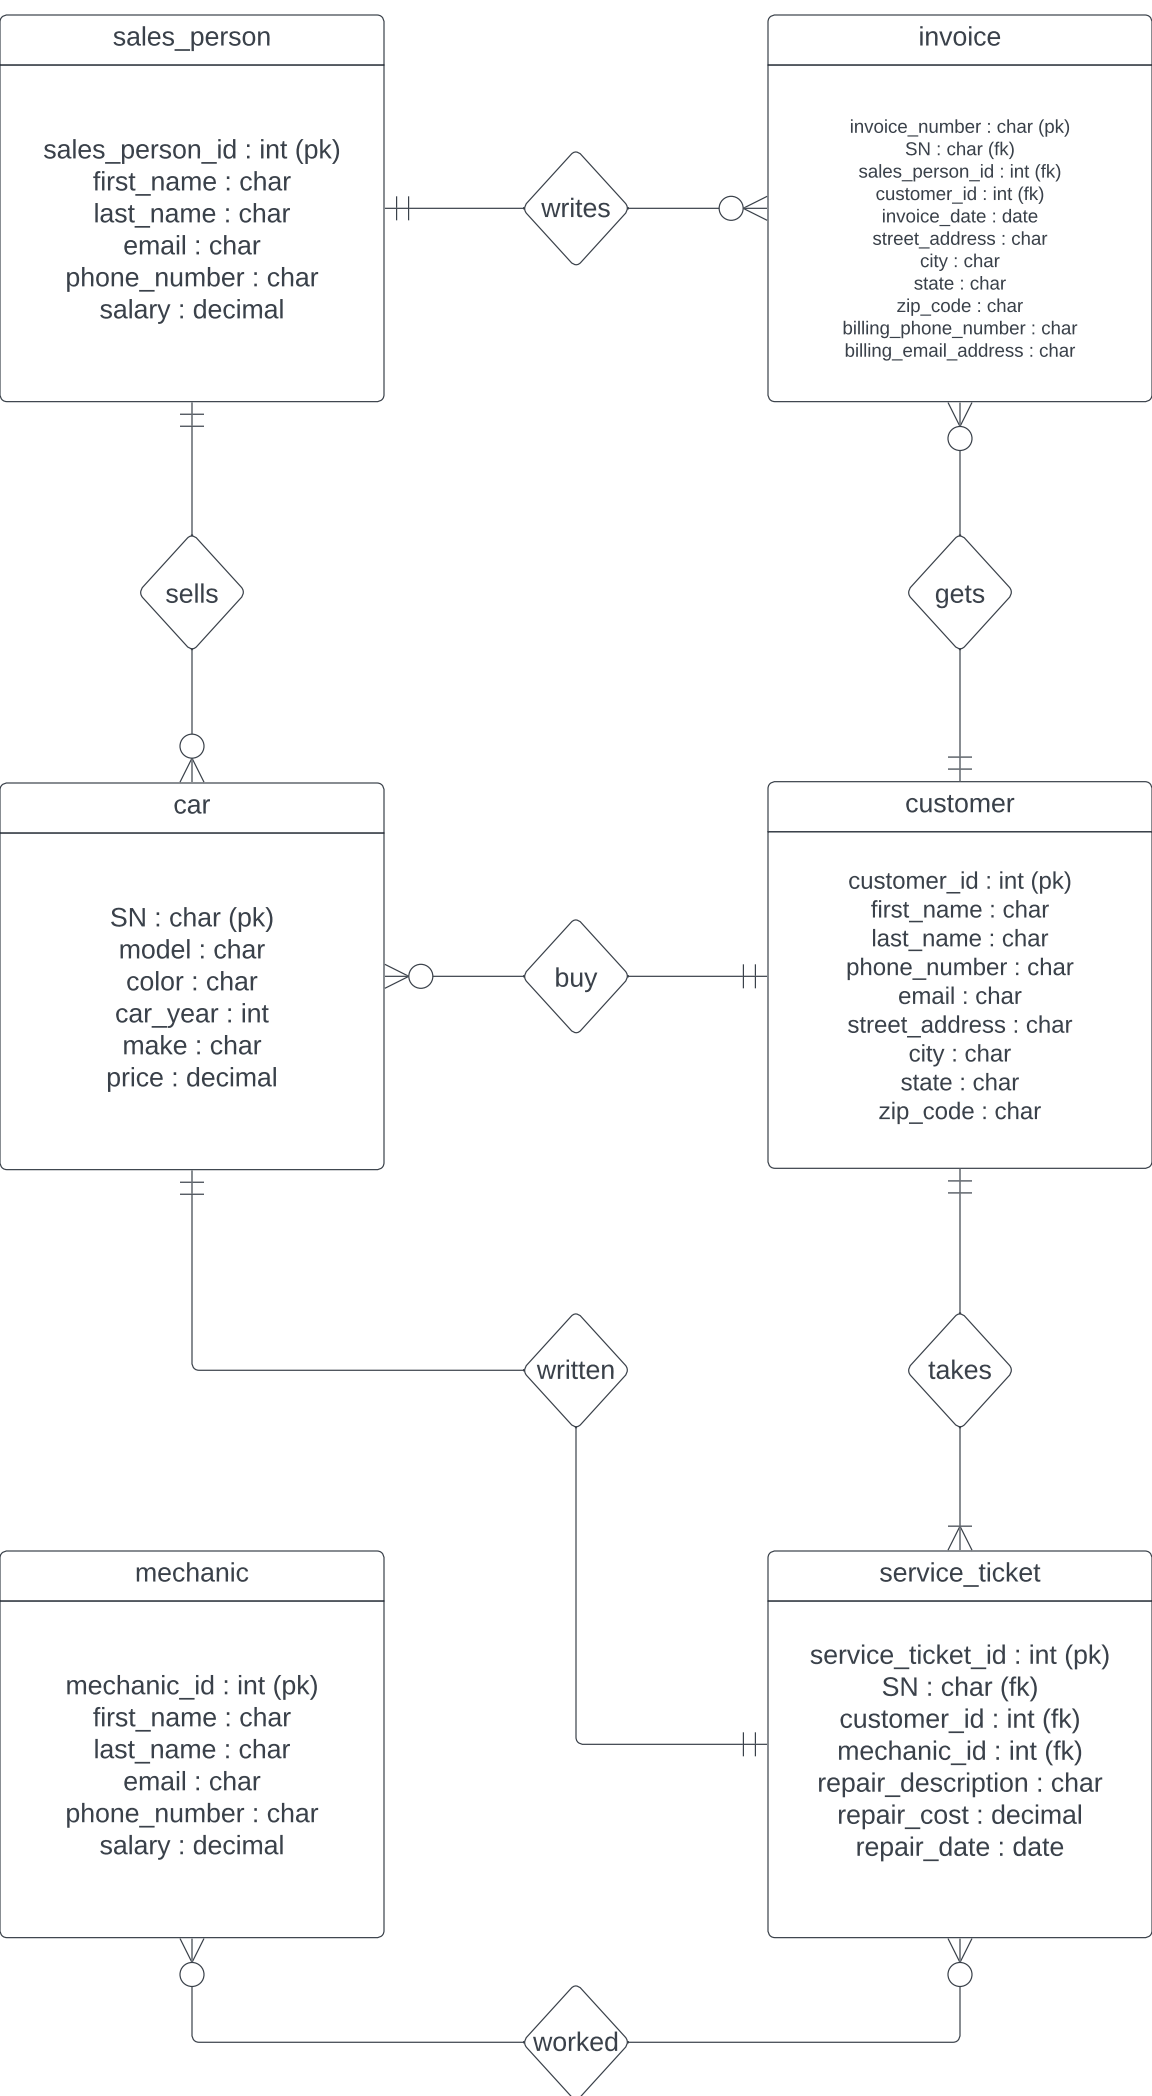 sales_person
sales_person_id : int (pk)
first_name : char
last_name : char
email : char
phone_number : char
salary : decimal
writes
invoice
invoice_number : char (pk)
SN : char (fk)
sales_person_id : int (fk)
customer_id : int (fk)
invoice_date : date
street_address : char
city : char
state : char
zip_code : char
billing_phone_number : char
billing_email_address : char
sells
gets
car
SN : char (pk)
model : char
color : char
car_year : int
make : char
price : decimal
buy
customer
customer_id : int (pk)
first_name : char
last_name : char
phone_number : char
email : char
street_address : char
city : char
state : char
zip_code : char
written
takes
mechanic
mechanic_id : int (pk)
first_name : char
last_name : char
email : char
phone_number : char
salary : decimal
service_ticket
service_ticket_id : int (pk)
SN : char (fk)
customer_id : int (fk)
mechanic_id : int (fk)
repair_description : char
repair_cost : decimal
repair_date : date
worked